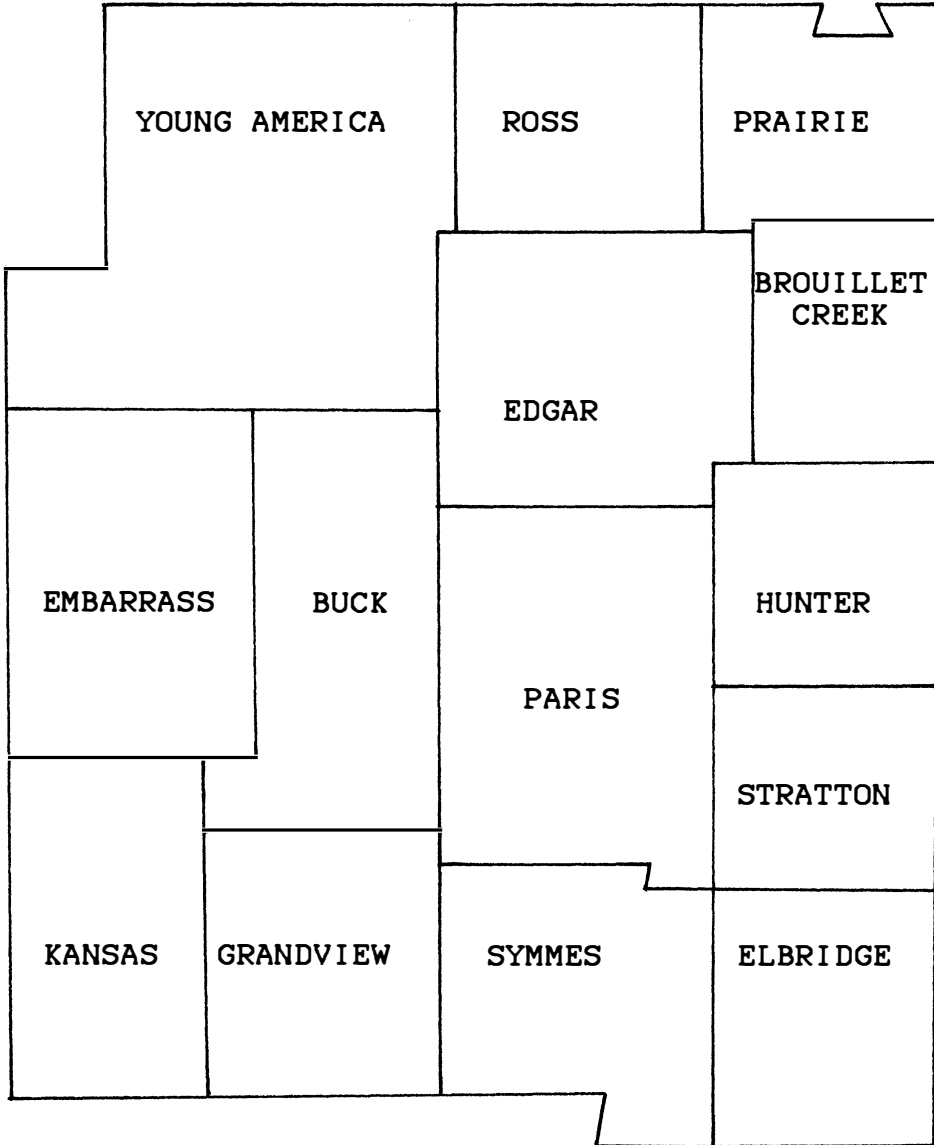 YOUNG AMERICA
ROSS
PRAIRIE
BROUILLET
CREEK
EDGAR
EMBARRASS
BUCK
HUNTER
PARIS
STRATTON
KANSAS
GRANDVIEW
SYMMES
ELBRIDGE